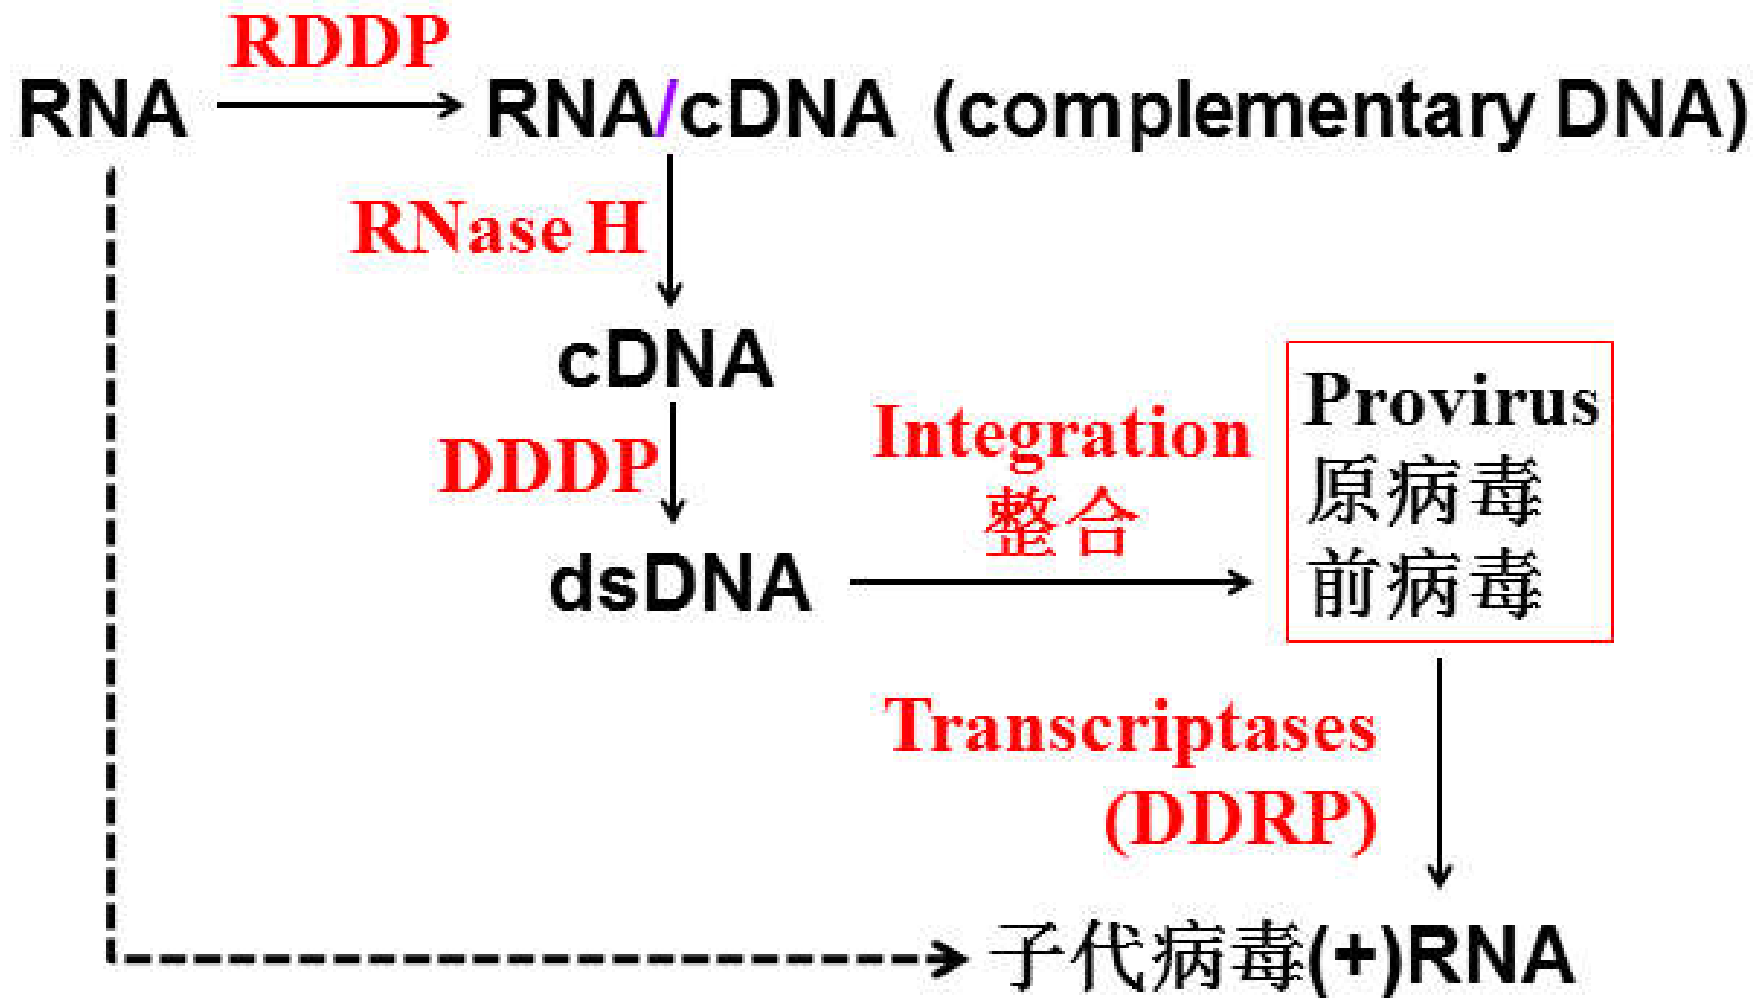 RDDP
RNA RNA/cDNA (complementary DNA)
RNase H
cDNA
DDDP
Integration
整合
dsDNA
Provirus
原病毒
前病毒
Transcriptases
(DDRP)
子代病毒(+)RNA